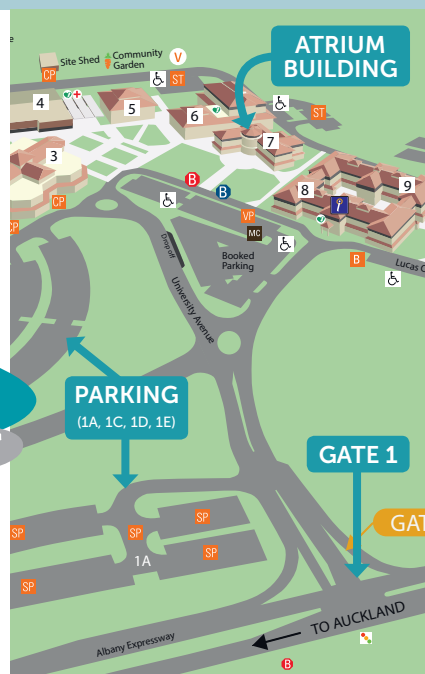 Site Shed
Community
Garden
V
CP
ST
ATRIUM
BUILDING
4
5
6
ST
7
3
8
9
B
B
CP
VP
MC
CP
Drop off
Booked
Parking
B
Lucas C
University Avenue
PARKING
(1A, 1C, 1D, 1E)
GATE 1
SP
GAT
SP
SP
SP
1A
SP
TO AUCKLAND
Albany Expressway
B